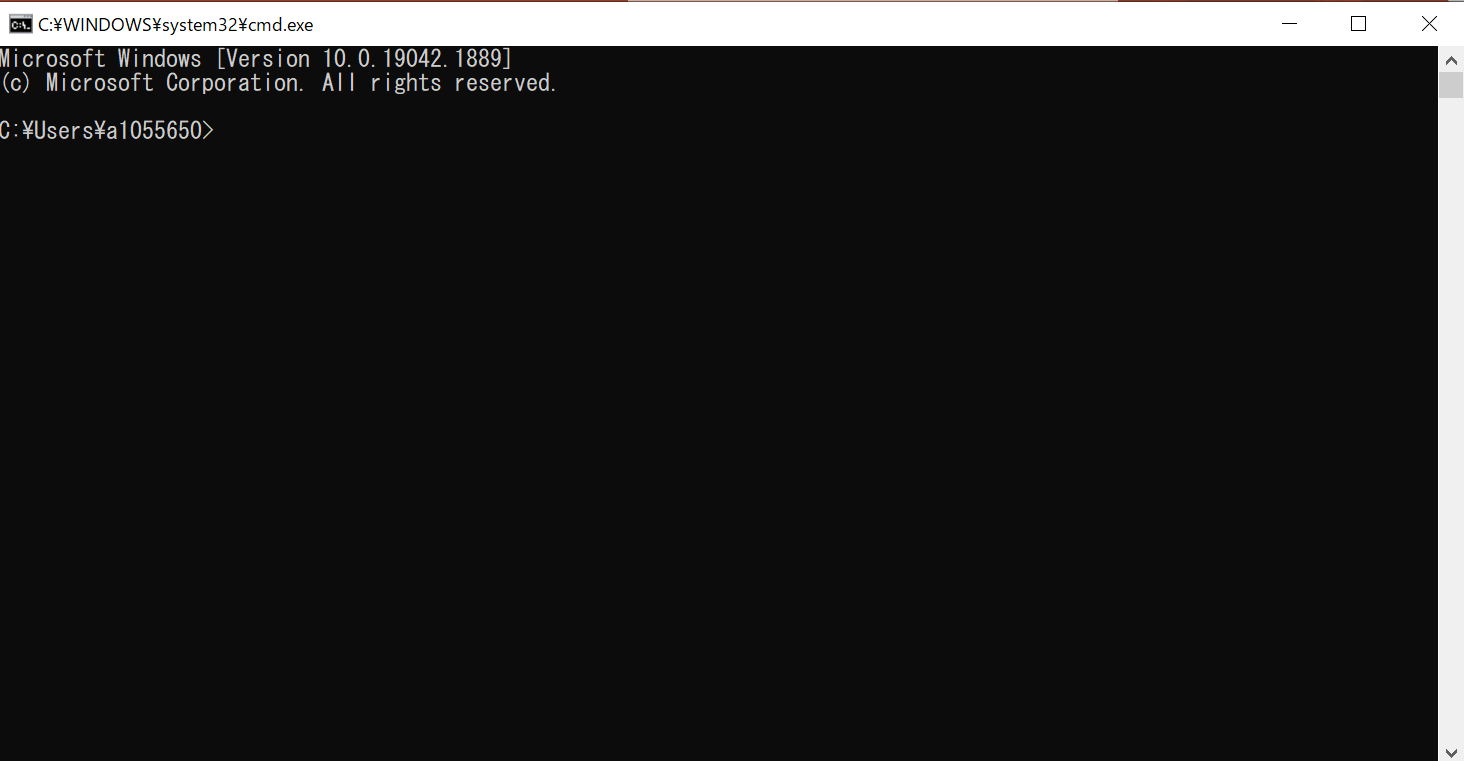 C:¥WINDOWS¥system32¥cmd.exe
Microsoft Windows [Version 10.0.19042.1889]
(c) Microsoft Corporation. All rights reserved.
C:¥Users¥a1055650>